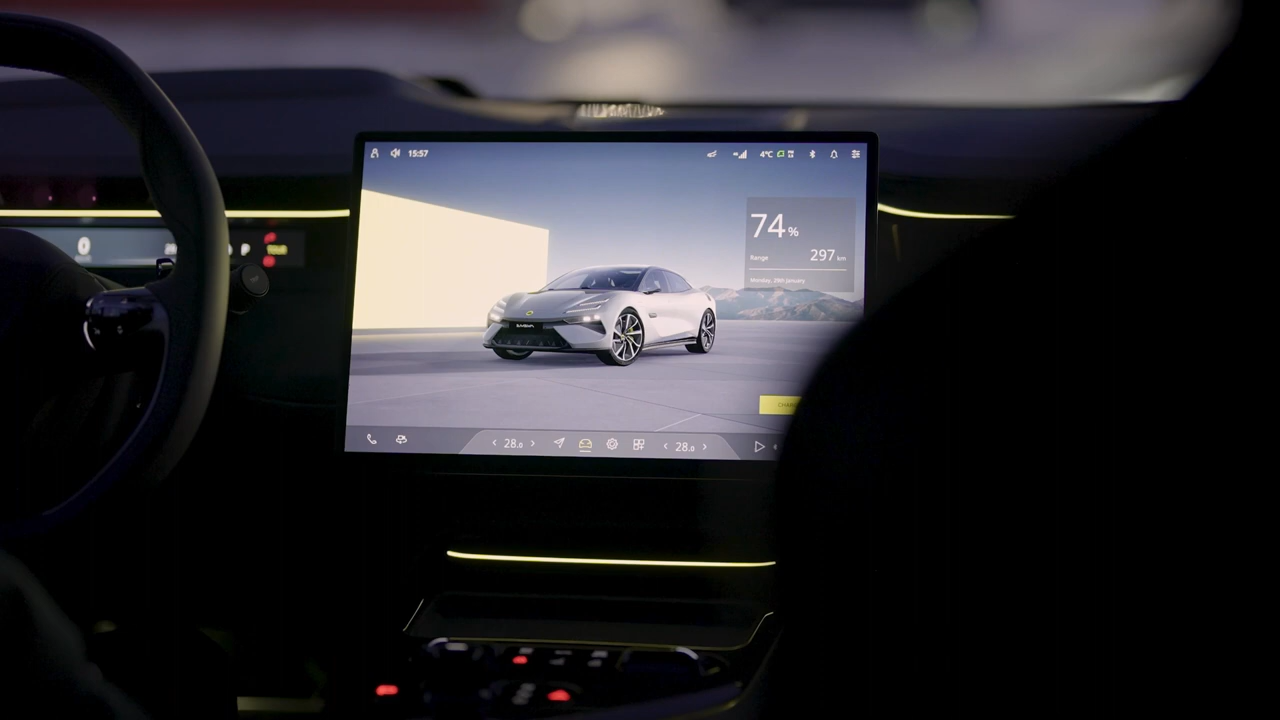 15:57
4°C
74%
Range 297 km
Monday, 29th January
< 28.0 >
< 28.0 >
P